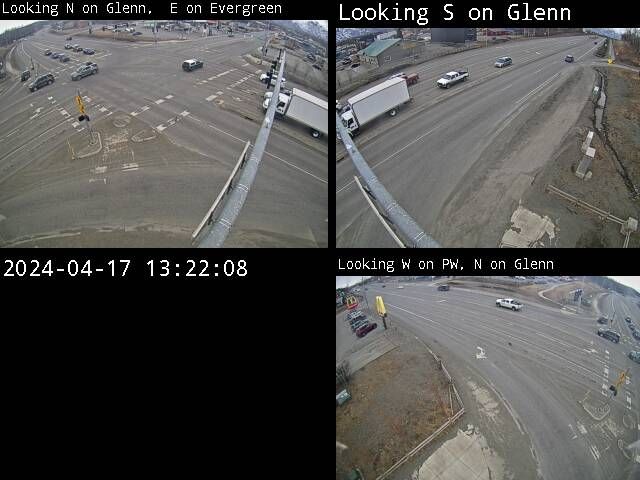 Looking N on Glenn,  E on Evergreen
Looking S on Glenn
2024-04-17 13:22:08
Looking W on PW, N on Glenn